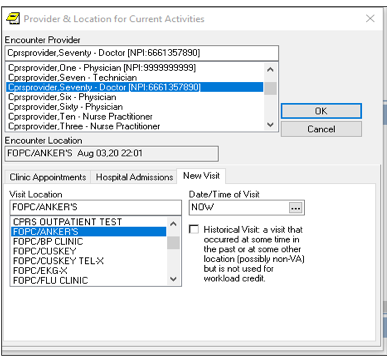 Provider & Location for Current Activities
Encounter Provider
Cprsprovider,Seventy - Doctor [NPI:6661357890]
Cprsprovider,One - Physician [NPI:9999999999]
Cprsprovider,Seven - Technician
Cprsprovider,Seventy - Doctor [NPI:6661357890]
Cprsprovider,Six - Physician
Cprsprovider,Sixty - Physician
Cprsprovider,Ten - Nurse Practitioner
Cprsprovider,Three - Nurse Practitioner
OK
Cancel
Encounter Location
FOPC/ANKER'S Aug 03,20 22:01
Clinic Appointments Hospital Admissions New Visit
Visit Location
FOPC/ANKER'S
CPRS OUTPATIENT TEST
FOPC/ANKER'S
FOPC/BP CLINIC
FOPC/CUSKEY
FOPC/CUSKEY TEL-X
FOPC/EKG-X
FOPC/FLU CLINIC
Date/Time of Visit
NOW ...
Historical Visit: a visit that
occurred at some time in
the past or at some other
location (possibly non-VA)
but is not used for
workload credit.